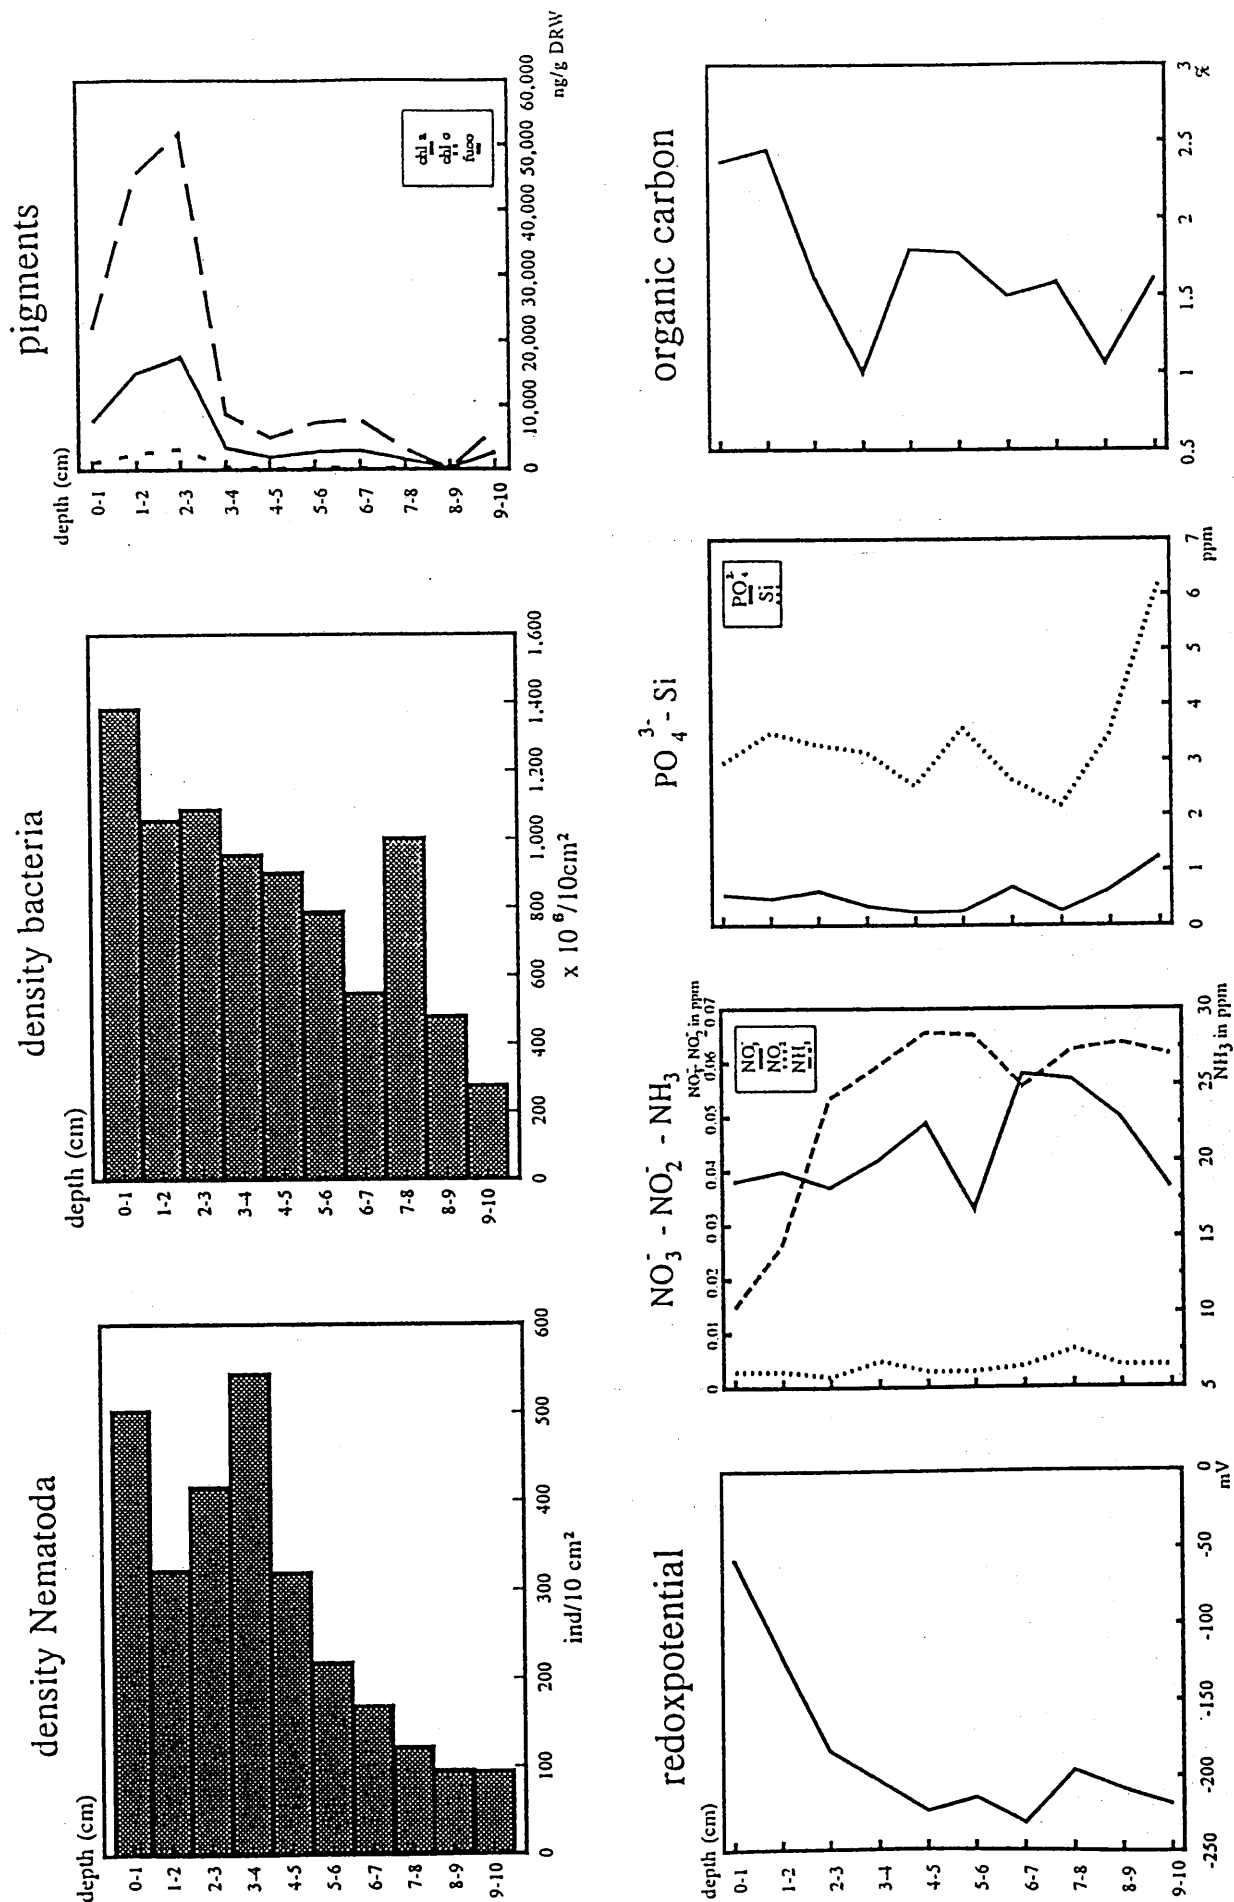 density Nematoda
depth (cm)
0-1
1-2
2-3
3-4
4-5
5-6
6-7
7-8
8-9
9-10
0 100 200 300 400 500 600
ind/10 cm²
density bacteria
depth (cm)
0-1
1-2
2-3
3-4
4-5
5-6
6-7
7-8
8-9
9-10
0 200 400 600 800 1.000 1.200 1.400 1.600
x 10⁶/10cm²
pigments
depth (cm)
0-1
1-2
2-3
3-4
4-5
5-6
6-7
7-8
8-9
9-10
chl a
chl c
fuco
0 10,000 20,000 30,000 40,000 50,000 60,000
ng/g DRW
redoxpotential
depth (cm)
0-1
1-2
2-3
3-4
4-5
5-6
6-7
7-8
8-9
9-10
-250 -200 -150 -100 -50 0
mV
NO₃⁻ - NO₂⁻ - NH₃
NO₃⁻ - NO₂⁻ in ppm
0 0.01 0.02 0.03 0.04 0.05 0.06 0.07
NO₃⁻
NO₂⁻
NH₃
5 10 15 20 25 30
NH₃ in ppm
PO₄³⁻ - Si
PO₄³⁻
Si
0 1 2 3 4 5 6 7
ppm
organic carbon
0.5 1 1.5 2 2.5 3
%